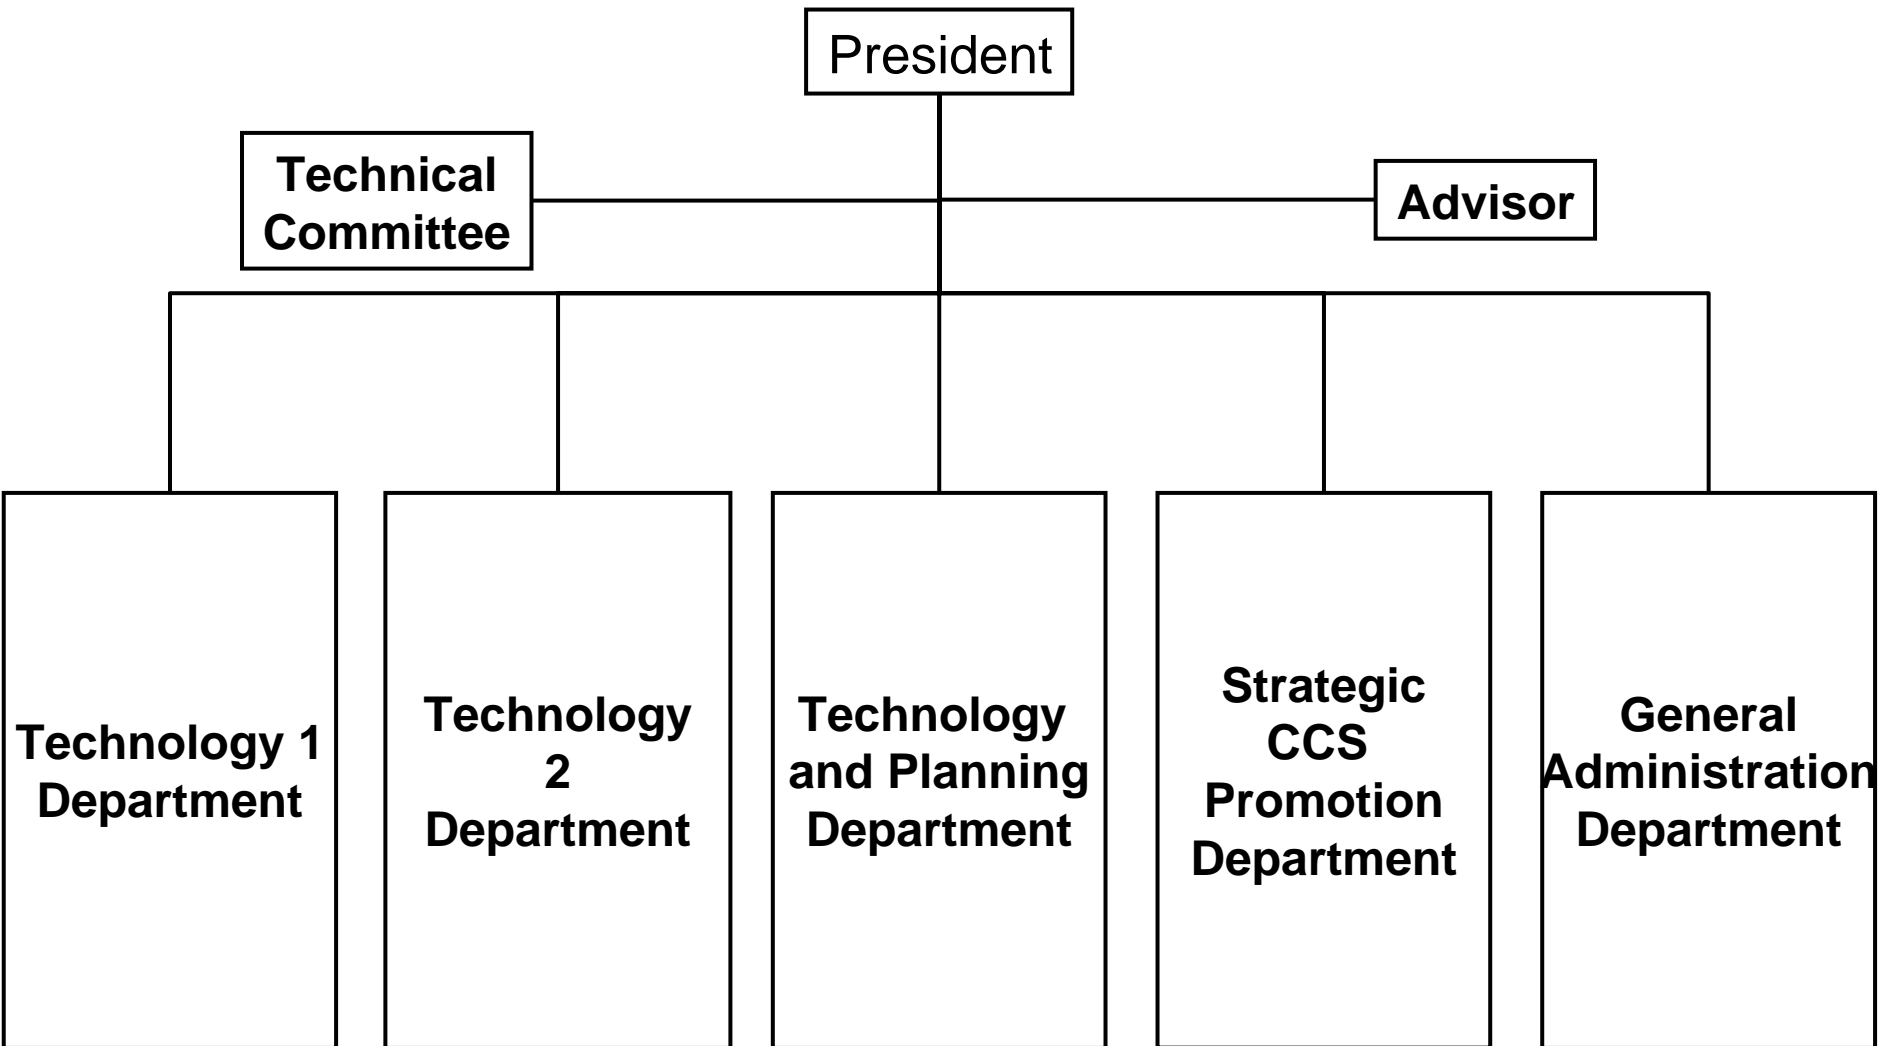 President
Technical
Committee
Advisor
Technology 1
Department
Technology
2
Department
Technology
and Planning
Department
Strategic
CCS
Promotion
Department
General
Administration
Department